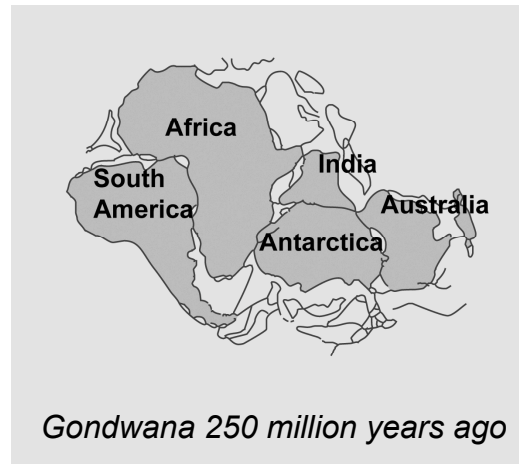 Africa
India
South
America
Australia
Antarctica
Gondwana 250 million years ago